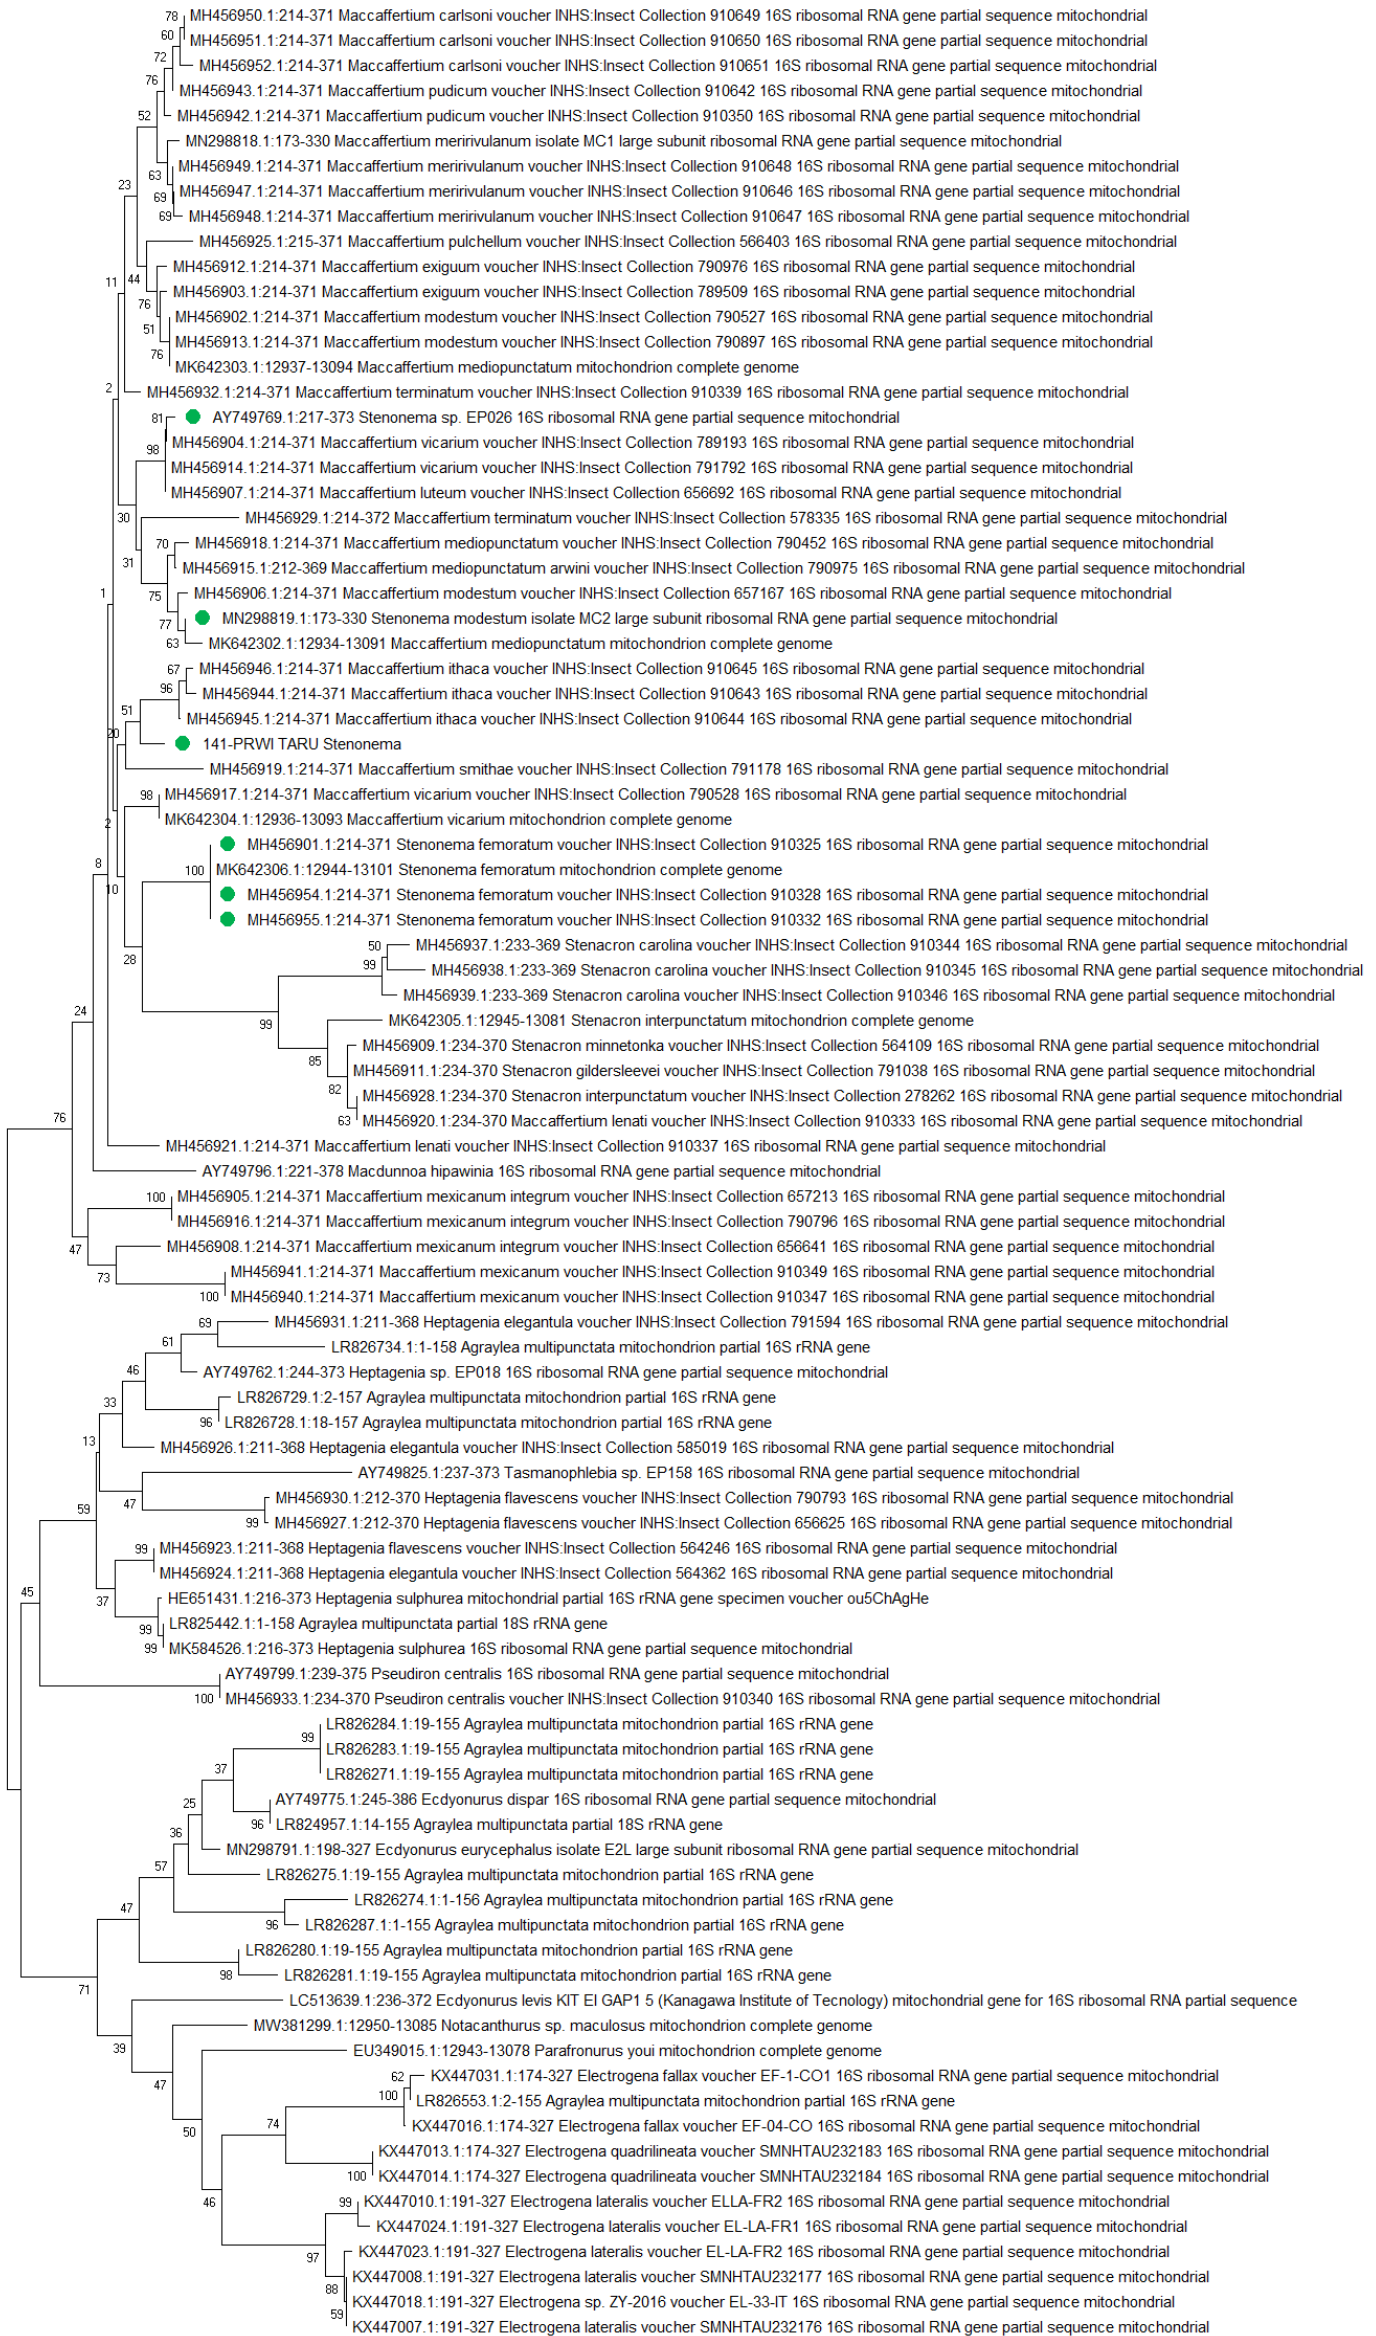 MH456950.1:214-371 Maccaffertium carlsoni voucher INHS:Insect Collection 910649 16S ribosomal RNA gene partial sequence mitochondrial
MH456951.1:214-371 Maccaffertium carlsoni voucher INHS:Insect Collection 910650 16S ribosomal RNA gene partial sequence mitochondrial
MH456952.1:214-371 Maccaffertium carlsoni voucher INHS:Insect Collection 910651 16S ribosomal RNA gene partial sequence mitochondrial
MH456943.1:214-371 Maccaffertium pudicum voucher INHS:Insect Collection 910642 16S ribosomal RNA gene partial sequence mitochondrial
MH456942.1:214-371 Maccaffertium pudicum voucher INHS:Insect Collection 910350 16S ribosomal RNA gene partial sequence mitochondrial
MN298818.1:173-330 Maccaffertium meririvulanum isolate MC1 large subunit ribosomal RNA gene partial sequence mitochondrial
MH456949.1:214-371 Maccaffertium meririvulanum voucher INHS:Insect Collection 910648 16S ribosomal RNA gene partial sequence mitochondrial
MH456947.1:214-371 Maccaffertium meririvulanum voucher INHS:Insect Collection 910646 16S ribosomal RNA gene partial sequence mitochondrial
MH456948.1:214-371 Maccaffertium meririvulanum voucher INHS:Insect Collection 910647 16S ribosomal RNA gene partial sequence mitochondrial
MH456925.1:215-371 Maccaffertium pulchellum voucher INHS:Insect Collection 566403 16S ribosomal RNA gene partial sequence mitochondrial
MH456912.1:214-371 Maccaffertium exiguum voucher INHS:Insect Collection 790976 16S ribosomal RNA gene partial sequence mitochondrial
MH456903.1:214-371 Maccaffertium exiguum voucher INHS:Insect Collection 789509 16S ribosomal RNA gene partial sequence mitochondrial
MH456902.1:214-371 Maccaffertium modestum voucher INHS:Insect Collection 790527 16S ribosomal RNA gene partial sequence mitochondrial
MH456913.1:214-371 Maccaffertium modestum voucher INHS:Insect Collection 790897 16S ribosomal RNA gene partial sequence mitochondrial
MK642303.1:12937-13094 Maccaffertium mediopunctatum mitochondrion complete genome
MH456932.1:214-371 Maccaffertium terminatum voucher INHS:Insect Collection 910339 16S ribosomal RNA gene partial sequence mitochondrial
AY749769.1:217-373 Stenonema sp. EP026 16S ribosomal RNA gene partial sequence mitochondrial
MH456904.1:214-371 Maccaffertium vicarium voucher INHS:Insect Collection 789193 16S ribosomal RNA gene partial sequence mitochondrial
MH456914.1:214-371 Maccaffertium vicarium voucher INHS:Insect Collection 791792 16S ribosomal RNA gene partial sequence mitochondrial
MH456907.1:214-371 Maccaffertium luteum voucher INHS:Insect Collection 656692 16S ribosomal RNA gene partial sequence mitochondrial
MH456929.1:214-372 Maccaffertium terminatum voucher INHS:Insect Collection 578335 16S ribosomal RNA gene partial sequence mitochondrial
MH456918.1:214-371 Maccaffertium mediopunctatum voucher INHS:Insect Collection 790452 16S ribosomal RNA gene partial sequence mitochondrial
MH456915.1:212-369 Maccaffertium mediopunctatum arwini voucher INHS:Insect Collection 790975 16S ribosomal RNA gene partial sequence mitochondrial
MH456906.1:214-371 Maccaffertium modestum voucher INHS:Insect Collection 657167 16S ribosomal RNA gene partial sequence mitochondrial
MN298819.1:173-330 Stenonema modestum isolate MC2 large subunit ribosomal RNA gene partial sequence mitochondrial
MK642302.1:12934-13091 Maccaffertium mediopunctatum mitochondrion complete genome
MH456946.1:214-371 Maccaffertium ithaca voucher INHS:Insect Collection 910645 16S ribosomal RNA gene partial sequence mitochondrial
MH456944.1:214-371 Maccaffertium ithaca voucher INHS:Insect Collection 910643 16S ribosomal RNA gene partial sequence mitochondrial
MH456945.1:214-371 Maccaffertium ithaca voucher INHS:Insect Collection 910644 16S ribosomal RNA gene partial sequence mitochondrial
141-PRWI TARU Stenonema
MH456919.1:214-371 Maccaffertium smithae voucher INHS:Insect Collection 791178 16S ribosomal RNA gene partial sequence mitochondrial
MH456917.1:214-371 Maccaffertium vicarium voucher INHS:Insect Collection 790528 16S ribosomal RNA gene partial sequence mitochondrial
MK642304.1:12936-13093 Maccaffertium vicarium mitochondrion complete genome
MH456901.1:214-371 Stenonema femoratum voucher INHS:Insect Collection 910325 16S ribosomal RNA gene partial sequence mitochondrial
MK642306.1:12944-13101 Stenonema femoratum mitochondrion complete genome
MH456954.1:214-371 Stenonema femoratum voucher INHS:Insect Collection 910328 16S ribosomal RNA gene partial sequence mitochondrial
MH456955.1:214-371 Stenonema femoratum voucher INHS:Insect Collection 910332 16S ribosomal RNA gene partial sequence mitochondrial
MH456937.1:233-369 Stenacron carolina voucher INHS:Insect Collection 910344 16S ribosomal RNA gene partial sequence mitochondrial
MH456938.1:233-369 Stenacron carolina voucher INHS:Insect Collection 910345 16S ribosomal RNA gene partial sequence mitochondrial
MH456939.1:233-369 Stenacron carolina voucher INHS:Insect Collection 910346 16S ribosomal RNA gene partial sequence mitochondrial
MK642305.1:12945-13081 Stenacron interpunctatum mitochondrion complete genome
MH456909.1:234-370 Stenacron minnetonka voucher INHS:Insect Collection 564109 16S ribosomal RNA gene partial sequence mitochondrial
MH456911.1:234-370 Stenacron gildersleevei voucher INHS:Insect Collection 791038 16S ribosomal RNA gene partial sequence mitochondrial
MH456928.1:234-370 Stenacron interpunctatum voucher INHS:Insect Collection 278262 16S ribosomal RNA gene partial sequence mitochondrial
MH456920.1:234-370 Maccaffertium lenati voucher INHS:Insect Collection 910333 16S ribosomal RNA gene partial sequence mitochondrial
MH456921.1:214-371 Maccaffertium lenati voucher INHS:Insect Collection 910337 16S ribosomal RNA gene partial sequence mitochondrial
AY749796.1:221-378 Macdunnoa hipawinia 16S ribosomal RNA gene partial sequence mitochondrial
MH456905.1:214-371 Maccaffertium mexicanum integrum voucher INHS:Insect Collection 657213 16S ribosomal RNA gene partial sequence mitochondrial
MH456916.1:214-371 Maccaffertium mexicanum integrum voucher INHS:Insect Collection 790796 16S ribosomal RNA gene partial sequence mitochondrial
MH456908.1:214-371 Maccaffertium mexicanum integrum voucher INHS:Insect Collection 656641 16S ribosomal RNA gene partial sequence mitochondrial
MH456941.1:214-371 Maccaffertium mexicanum voucher INHS:Insect Collection 910349 16S ribosomal RNA gene partial sequence mitochondrial
MH456940.1:214-371 Maccaffertium mexicanum voucher INHS:Insect Collection 910347 16S ribosomal RNA gene partial sequence mitochondrial
MH456931.1:211-368 Heptagenia elegantula voucher INHS:Insect Collection 791594 16S ribosomal RNA gene partial sequence mitochondrial
LR826734.1:1-158 Agraylea multipunctata mitochondrion partial 16S rRNA gene
AY749762.1:244-373 Heptagenia sp. EP018 16S ribosomal RNA gene partial sequence mitochondrial
LR826729.1:2-157 Agraylea multipunctata mitochondrion partial 16S rRNA gene
LR826728.1:18-157 Agraylea multipunctata mitochondrion partial 16S rRNA gene
MH456926.1:211-368 Heptagenia elegantula voucher INHS:Insect Collection 585019 16S ribosomal RNA gene partial sequence mitochondrial
AY749825.1:237-373 Tasmanophlebia sp. EP158 16S ribosomal RNA gene partial sequence mitochondrial
MH456930.1:212-370 Heptagenia flavescens voucher INHS:Insect Collection 790793 16S ribosomal RNA gene partial sequence mitochondrial
MH456927.1:212-370 Heptagenia flavescens voucher INHS:Insect Collection 656625 16S ribosomal RNA gene partial sequence mitochondrial
MH456923.1:211-368 Heptagenia flavescens voucher INHS:Insect Collection 564246 16S ribosomal RNA gene partial sequence mitochondrial
MH456924.1:211-368 Heptagenia elegantula voucher INHS:Insect Collection 564362 16S ribosomal RNA gene partial sequence mitochondrial
HE651431.1:216-373 Heptagenia sulphurea mitochondrial partial 16S rRNA gene specimen voucher ou5ChAgHe
LR825442.1:1-158 Agraylea multipunctata partial 18S rRNA gene
MK584526.1:216-373 Heptagenia sulphurea 16S ribosomal RNA gene partial sequence mitochondrial
AY749799.1:239-375 Pseudiron centralis 16S ribosomal RNA gene partial sequence mitochondrial
MH456933.1:234-370 Pseudiron centralis voucher INHS:Insect Collection 910340 16S ribosomal RNA gene partial sequence mitochondrial
LR826284.1:19-155 Agraylea multipunctata mitochondrion partial 16S rRNA gene
LR826283.1:19-155 Agraylea multipunctata mitochondrion partial 16S rRNA gene
LR826271.1:19-155 Agraylea multipunctata mitochondrion partial 16S rRNA gene
AY749775.1:245-386 Ecdyonurus dispar 16S ribosomal RNA gene partial sequence mitochondrial
LR824957.1:14-155 Agraylea multipunctata partial 18S rRNA gene
MN298791.1:198-327 Ecdyonurus eurycephalus isolate E2L large subunit ribosomal RNA gene partial sequence mitochondrial
LR826275.1:19-155 Agraylea multipunctata mitochondrion partial 16S rRNA gene
LR826274.1:1-156 Agraylea multipunctata mitochondrion partial 16S rRNA gene
LR826287.1:1-155 Agraylea multipunctata mitochondrion partial 16S rRNA gene
LR826280.1:19-155 Agraylea multipunctata mitochondrion partial 16S rRNA gene
LR826281.1:19-155 Agraylea multipunctata mitochondrion partial 16S rRNA gene
LC513639.1:236-372 Ecdyonurus levis KIT EI GAP1 5 (Kanagawa Institute of Tecnology) mitochondrial gene for 16S ribosomal RNA partial sequence
MW381299.1:12950-13085 Notacanthurus sp. maculosus mitochondrion complete genome
EU349015.1:12943-13078 Parafronurus youi mitochondrion complete genome
KX447031.1:174-327 Electrogena fallax voucher EF-1-CO1 16S ribosomal RNA gene partial sequence mitochondrial
LR826553.1:2-155 Agraylea multipunctata mitochondrion partial 16S rRNA gene
KX447016.1:174-327 Electrogena fallax voucher EF-04-CO 16S ribosomal RNA gene partial sequence mitochondrial
KX447013.1:174-327 Electrogena quadrilineata voucher SMNHTAU232183 16S ribosomal RNA gene partial sequence mitochondrial
KX447014.1:174-327 Electrogena quadrilineata voucher SMNHTAU232184 16S ribosomal RNA gene partial sequence mitochondrial
KX447010.1:191-327 Electrogena lateralis voucher ELLA-FR2 16S ribosomal RNA gene partial sequence mitochondrial
KX447024.1:191-327 Electrogena lateralis voucher EL-LA-FR1 16S ribosomal RNA gene partial sequence mitochondrial
KX447023.1:191-327 Electrogena lateralis voucher EL-LA-FR2 16S ribosomal RNA gene partial sequence mitochondrial
KX447008.1:191-327 Electrogena lateralis voucher SMNHTAU232177 16S ribosomal RNA gene partial sequence mitochondrial
KX447018.1:191-327 Electrogena sp. ZY-2016 voucher EL-33-IT 16S ribosomal RNA gene partial sequence mitochondrial
KX447007.1:191-327 Electrogena lateralis voucher SMNHTAU232176 16S ribosomal RNA gene partial sequence mitochondrial
78
60
72
76
52
63
69
69
23
11
44
76
51
76
2
81
98
30
70
31
75
77
63
1
67
96
51
20
98
2
8
100
10
50
99
28
24
99
85
82
63
76
100
47
73
100
69
61
46
33
96
13
47
59
99
99
45
37
99
99
100
99
37
25
96
36
57
47
96
98
71
39
62
100
47
74
50
100
46
99
97
88
59